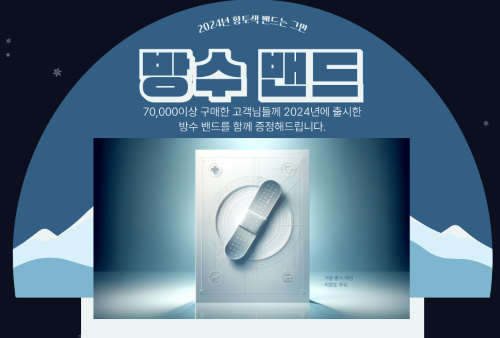 2024년 황토색 밴드는 그만
방수 밴드
70,000이상 구매한 고객님들께 2024년에 출시한
방수 밴드를 함께 증정해드립니다.